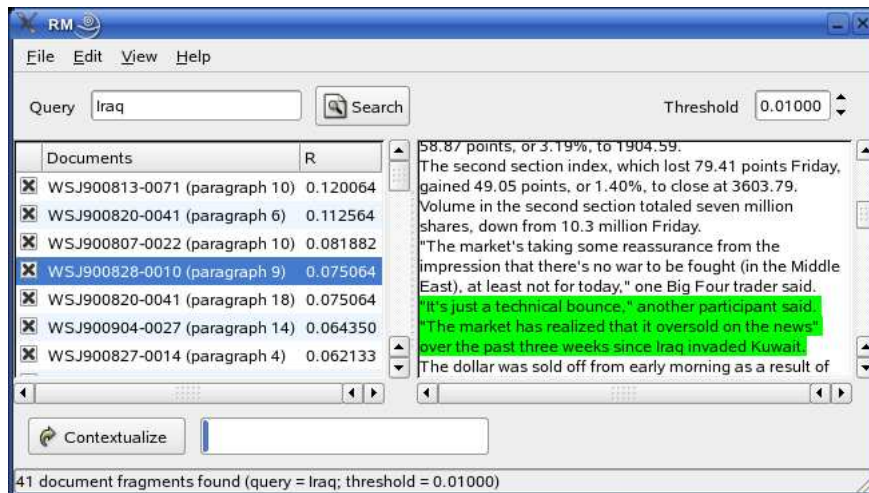 RM
File Edit View Help
Query Iraq Search Threshold 0.01000
Documents R
WSJ900813-0071 (paragraph 10) 0.120064
WSJ900820-0041 (paragraph 6) 0.112564
WSJ900807-0022 (paragraph 10) 0.081882
WSJ900828-0010 (paragraph 9) 0.075064
WSJ900820-0041 (paragraph 18) 0.075064
WSJ900904-0027 (paragraph 14) 0.064350
WSJ900827-0014 (paragraph 4) 0.062133
58.87 points, or 3.19%, to 1904.59.
The second section index, which lost 79.41 points Friday,
gained 49.05 points, or 1.40%, to close at 3603.79.
Volume in the second section totaled seven million
shares, down from 10.3 million Friday.
"The market's taking some reassurance from the
impression that there's no war to be fought (in the Middle
East), at least not for today," one Big Four trader said.
"It's just a technical bounce," another participant said.
"The market has realized that it oversold on the news"
over the past three weeks since Iraq invaded Kuwait.
The dollar was sold off from early morning as a result of
Contextualize
41 document fragments found (query = Iraq; threshold = 0.01000)